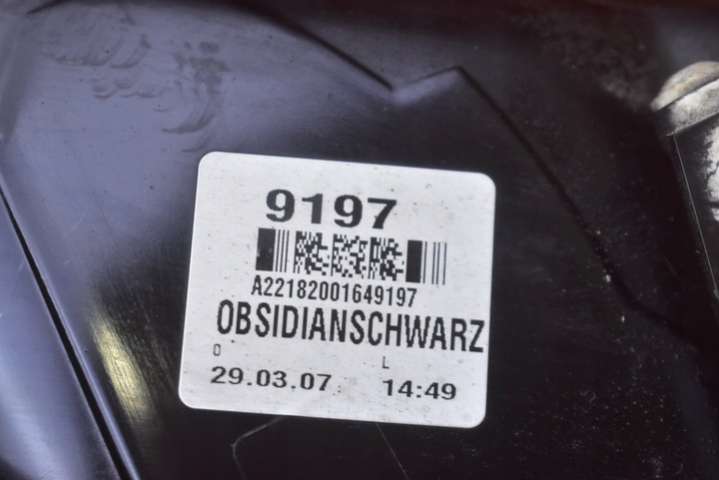 9197
A22182001649197
OBSIDIANSCHWARZ
O L
29.03.07 14:49